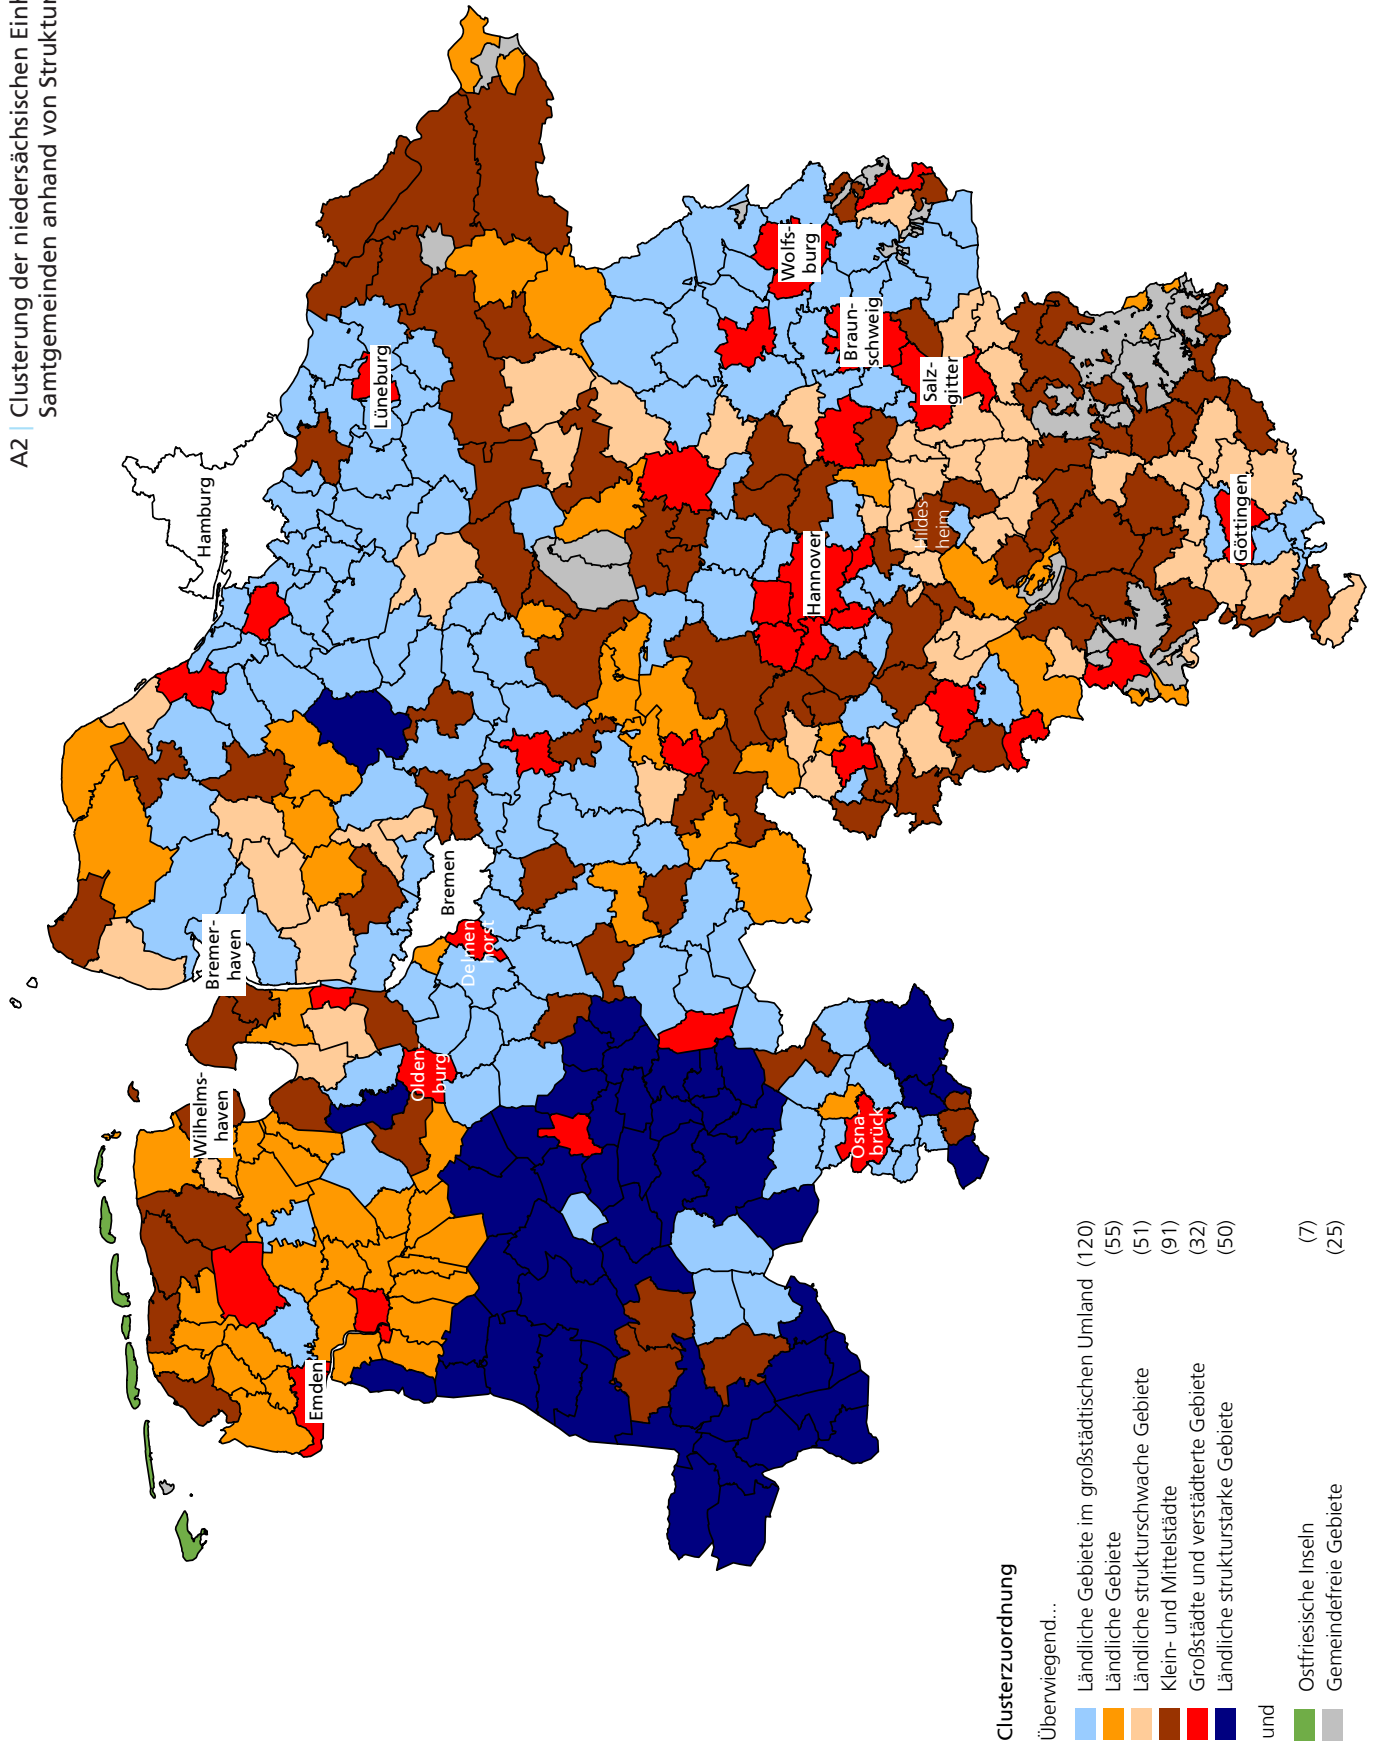 A2 | Clusterung der niedersächsischen
Samtgemeinden anhand von
Hamburg
Lüneburg
Bremer-
haven
Bremen
Delmen
horst
Wilhelms-
haven
Olden
burg
Emden
Wolfs-
burg
Braun-
schweig
Salz-
gitter
Hannover
Hildes
heim
Göttingen
Osna
brück
Clusterzuordnung
Überwiegend...
Ländliche Gebiete im großstädtischen Umland (120)
Ländliche Gebiete (55)
Ländliche strukturschwache Gebiete (51)
Klein- und Mittelstädte (91)
Großstädte und verstädterte Gebiete (32)
Ländliche strukturstarke Gebiete (50)
und
Ostfriesische Inseln (7)
Gemeindefreie Gebiete (25)